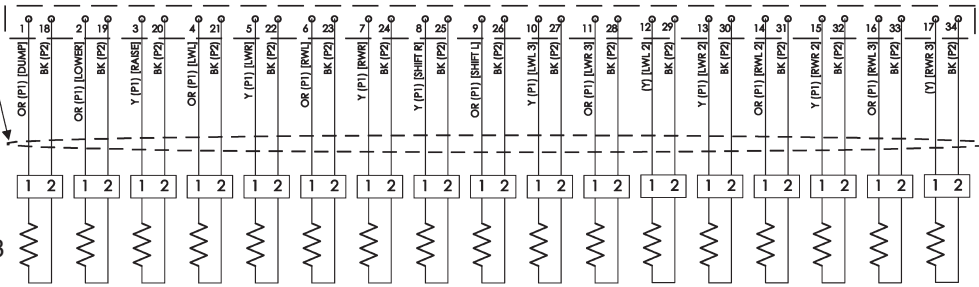 1 18 2 19 3 20 4 21 5 22 6 23 7 24 8 25 9 26 10 27 11 28 12 29 13 30 14 31 15 32 16 33 17 34
OR (P1) [DUMP]
BK (P2)
OR (P1) [LOWER]
BK (P2)
Y (P1) [RAISE]
BK (P2)
OR (P1) [LWL]
BK (P2)
Y (P1) [LWR]
BK (P2)
OR (P1) [RWL]
BK (P2)
Y (P1) [RWR]
BK (P2)
Y (P1) [SHIFT R]
BK (P2)
OR (P1) [SHIFT L]
BK (P2)
Y (P1) [LWL 3]
BK (P2)
OR (P1) [LWR 3]
BK (P2)
(Y) [LWL 2]
BK (P2)
Y (P1) [LWR 2]
BK (P2)
OR (P1) [RWL 2]
BK (P2)
Y (P1) [RWR 2]
BK (P2)
OR (P1) [RWL 3]
BK (P2)
(Y) [RWR 3]
BK (P2)
1 2 1 2 1 2 1 2 1 2 1 2 1 2 1 2 1 2 1 2 1 2 1 2 1 2 1 2 1 2 1 2 1 2